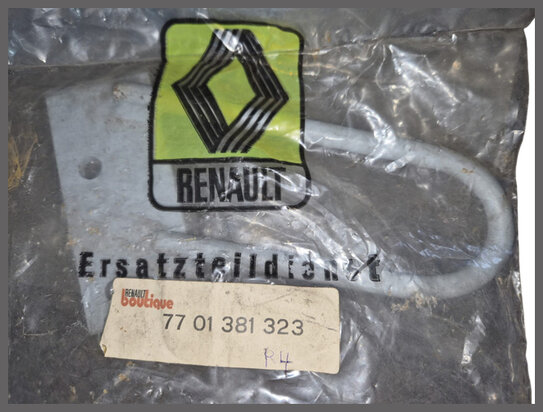 RENAULT
Ersatzteildienst
RENAULT
boutique
77 01 381 323
R4